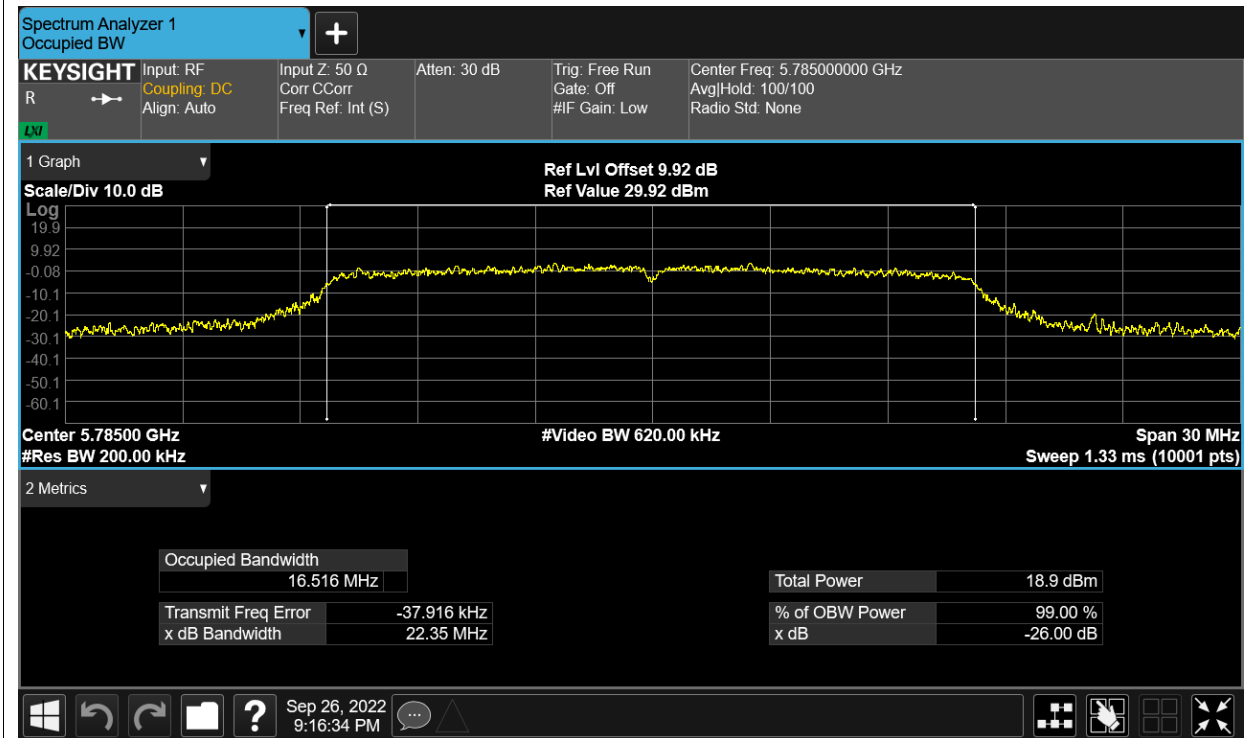 Spectrum Analyzer 1
Occupied BW
KEYSIGHT
R
LXI
Input: RF
Coupling: DC
Align: Auto
Input Z: 50 Ω
Corr CCorr
Freq Ref: Int (S)
Atten: 30 dB
Trig: Free Run
Gate: Off
#IF Gain: Low
Center Freq: 5.785000000 GHz
Avg|Hold: 100/100
Radio Std: None
1 Graph
Scale/Div 10.0 dB
Ref Lvl Offset 9.92 dB
Ref Value 29.92 dBm
Log
19.9
9.92
-0.08
-10.1
-20.1
-30.1
-40.1
-50.1
-60.1
Center 5.78500 GHz
#Res BW 200.00 kHz
#Video BW 620.00 kHz
Span 30 MHz
Sweep 1.33 ms (10001 pts)
2 Metrics
Occupied Bandwidth
16.516 MHz
Transmit Freq Error -37.916 kHz
x dB Bandwidth 22.35 MHz
Total Power 18.9 dBm
% of OBW Power 99.00 %
x dB -26.00 dB
?
Sep 26, 2022
9:16:34 PM